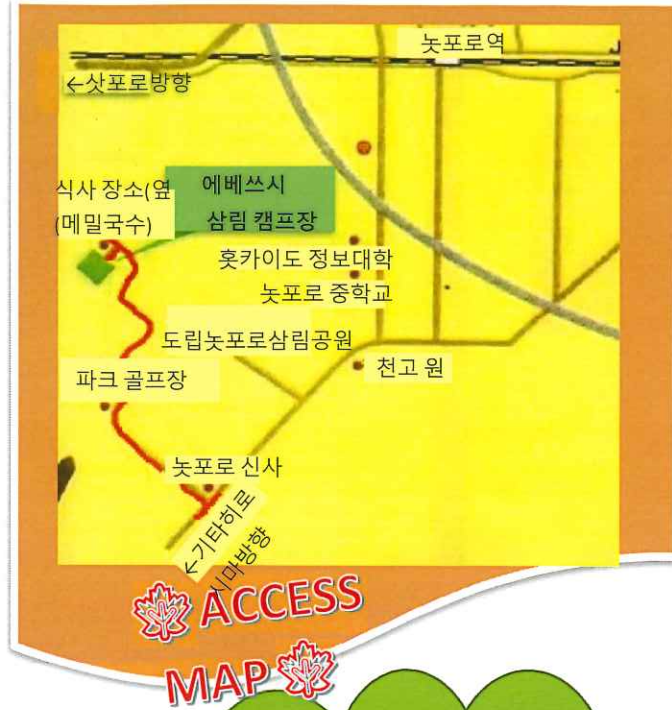 놋포로역
←삿포로방향
식사 장소(옆
(메밀국수)
에베쓰시
삼림 캠프장
홋카이도 정보대학
놋포로 중학교
도립놋포로삼림공원
천고 원
파크 골프장
놋포로 신사
←기타히로
시마방향
ACCESS
MAP